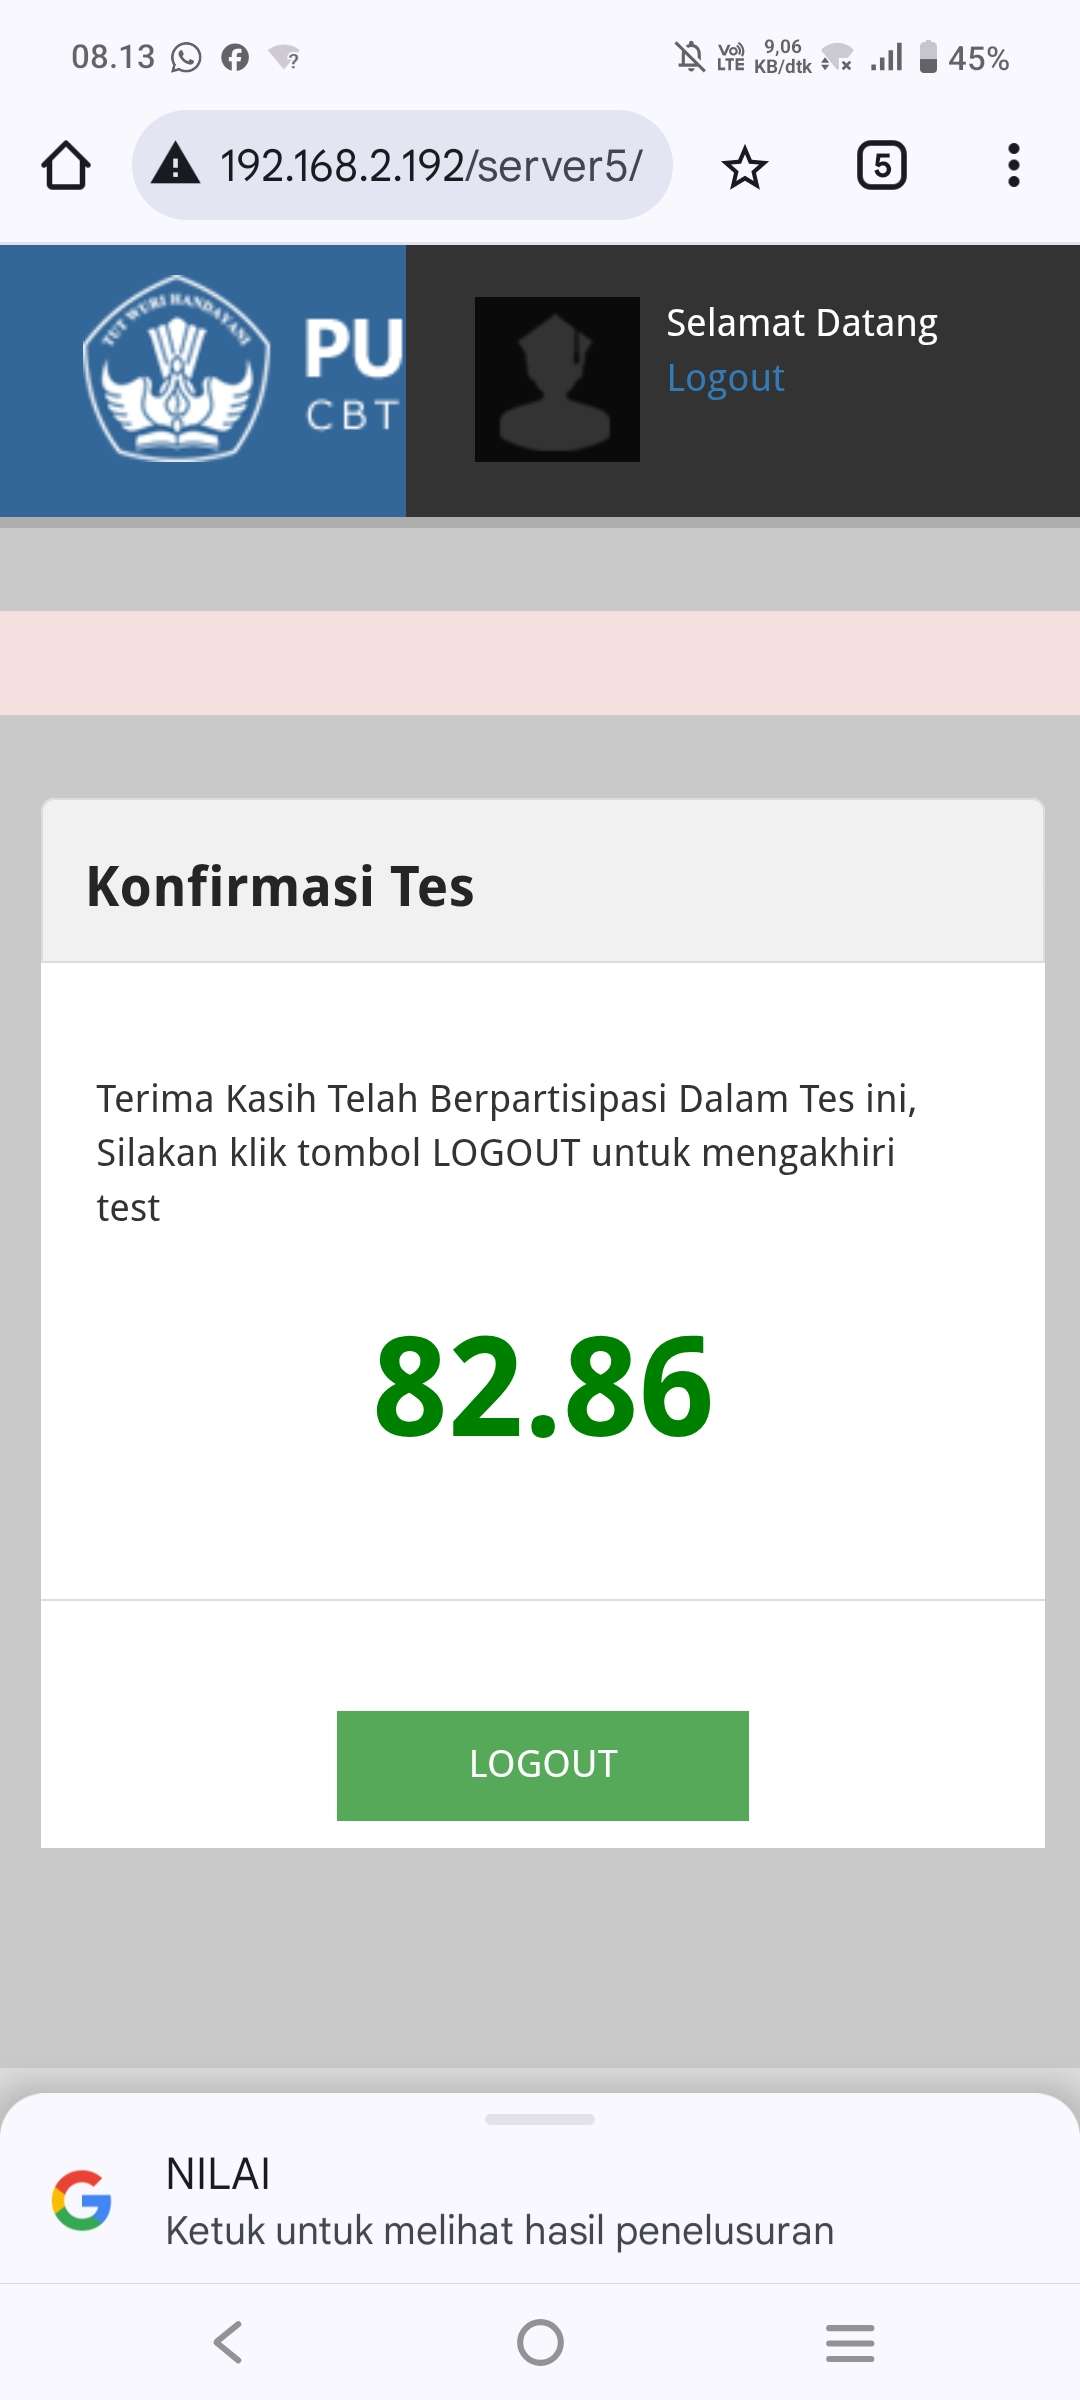 08.13
9,06
KB/dtk
Vo))
LTE
45%
192.168.2.192/server5/
5
TUT WURI HANDAYANI
PU
CBT
Selamat Datang
Logout
Konfirmasi Tes
Terima Kasih Telah Berpartisipasi Dalam Tes ini,
Silakan klik tombol LOGOUT untuk mengakhiri
test
82.86
LOGOUT
NILAI
Ketuk untuk melihat hasil penelusuran